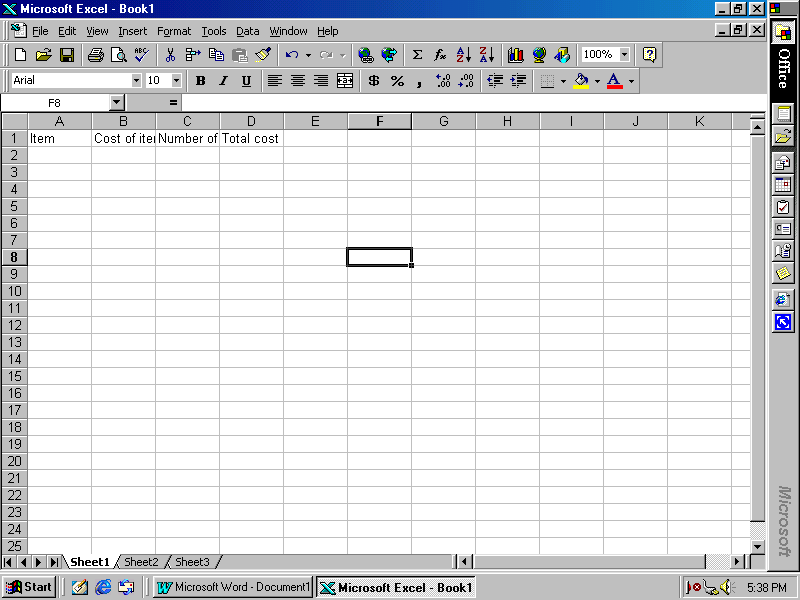 Microsoft Excel - Book1
File Edit View Insert Format Tools Data Window Help
100%
Arial 10 B I U $ % ,
F8 =
A B C D E F G H I J K
1 Item Cost of iter Number of Total cost
2
3
4
5
6
7
8
9
10
11
12
13
14
15
16
17
18
19
20
21
22
23
24
25
Sheet1 Sheet2 Sheet3
Start Microsoft Word - Document1 Microsoft Excel - Book1 5:38 PM
Office
Microsoft